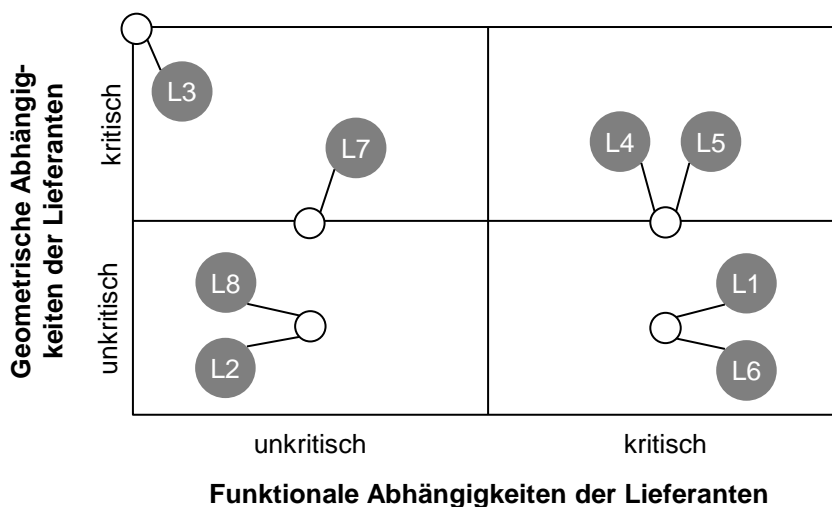 Geometrische Abhängig-
keiten der Lieferanten
kritisch
unkritisch
L3
L7
L4
L5
L8
L1
L2
L6
unkritisch
kritisch
Funktionale Abhängigkeiten der Lieferanten